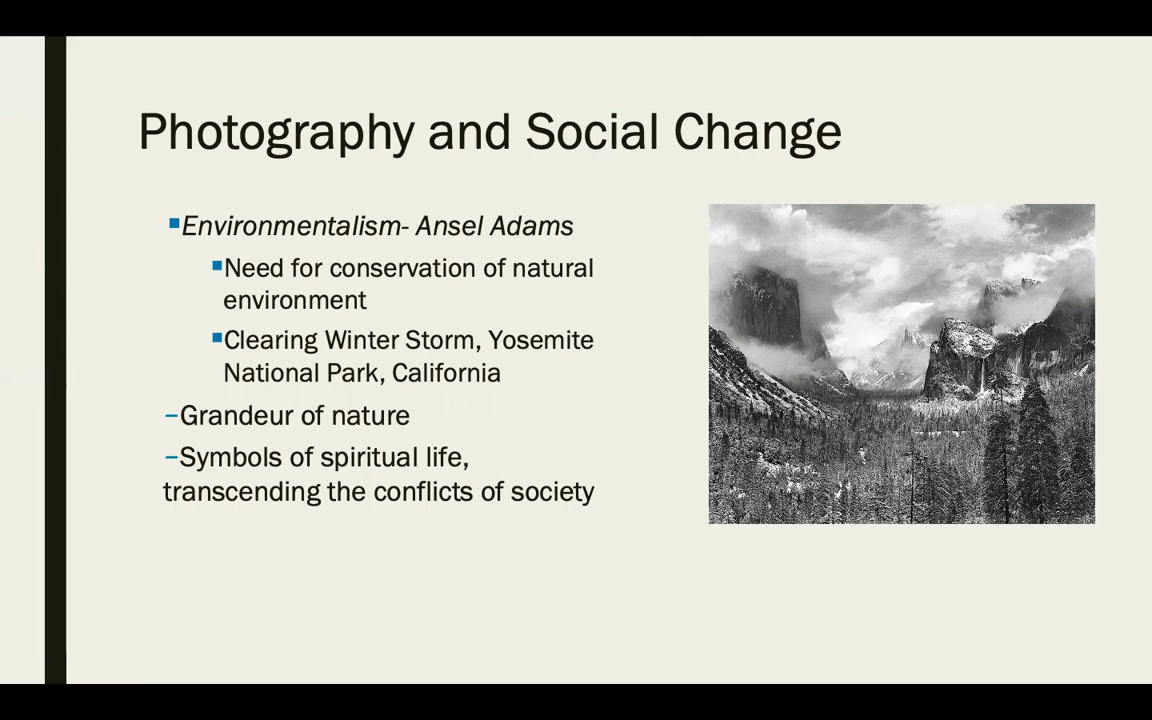 Photography and Social Change
▪Environmentalism- Ansel Adams
▪Need for conservation of natural
environment
▪Clearing Winter Storm, Yosemite
National Park, California
–Grandeur of nature
–Symbols of spiritual life,
transcending the conflicts of society